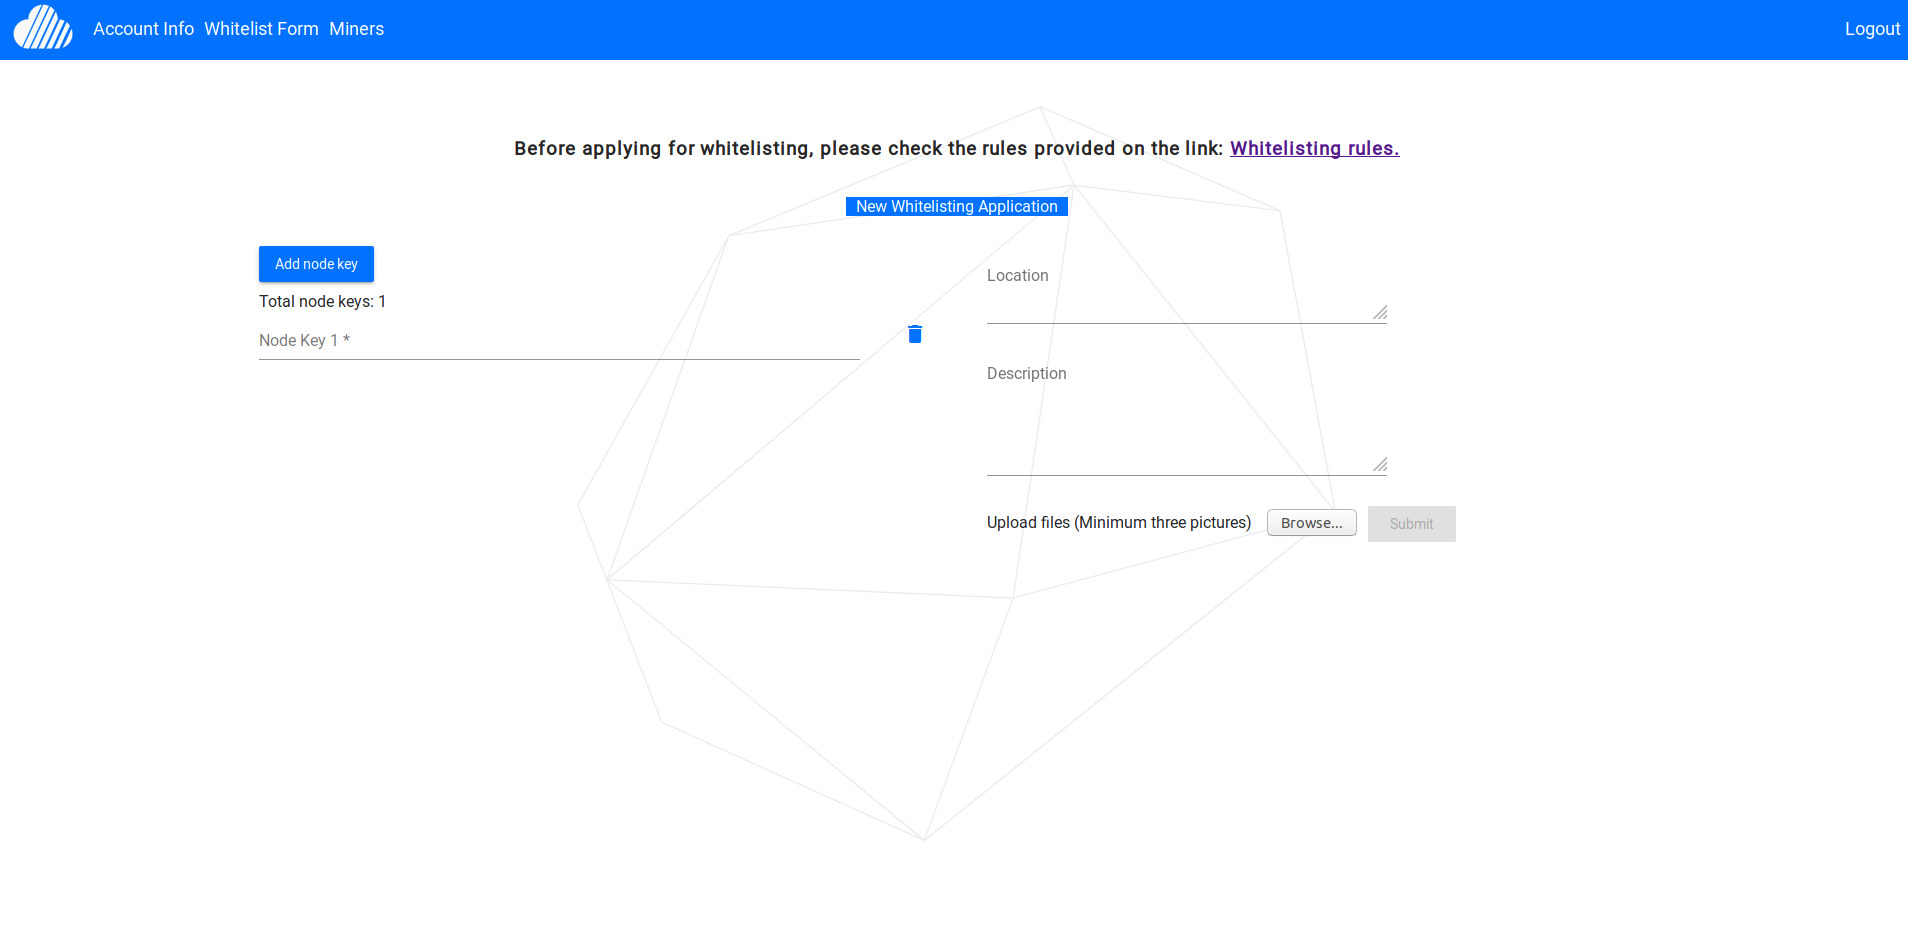 Account Info Whitelist Form Miners Logout
Before applying for whitelisting, please check the rules provided on the link: Whitelisting rules.
New Whitelisting Application
Add node key
Total node keys: 1
Node Key 1 *
Location
Description
Upload files (Minimum three pictures) Browse... Submit